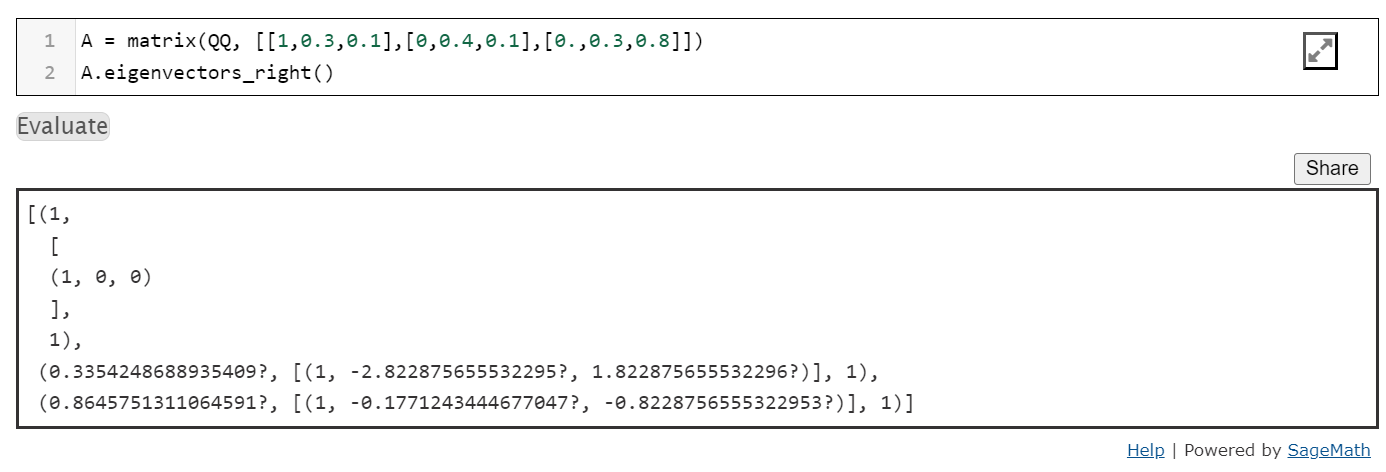 1 A = matrix(QQ, [[1,0.3,0.1],[0,0.4,0.1],[0.,0.3,0.8]])
2 A.eigenvectors_right()
Evaluate
Share
[(1,
[
(1, 0, 0)
],
1),
(0.3354248688935409?, [(1, -2.822875655532295?, 1.822875655532296?)], 1),
(0.8645751311064591?, [(1, -0.1771243444677047?, -0.8228756555322953?)], 1)]
Help | Powered by SageMath